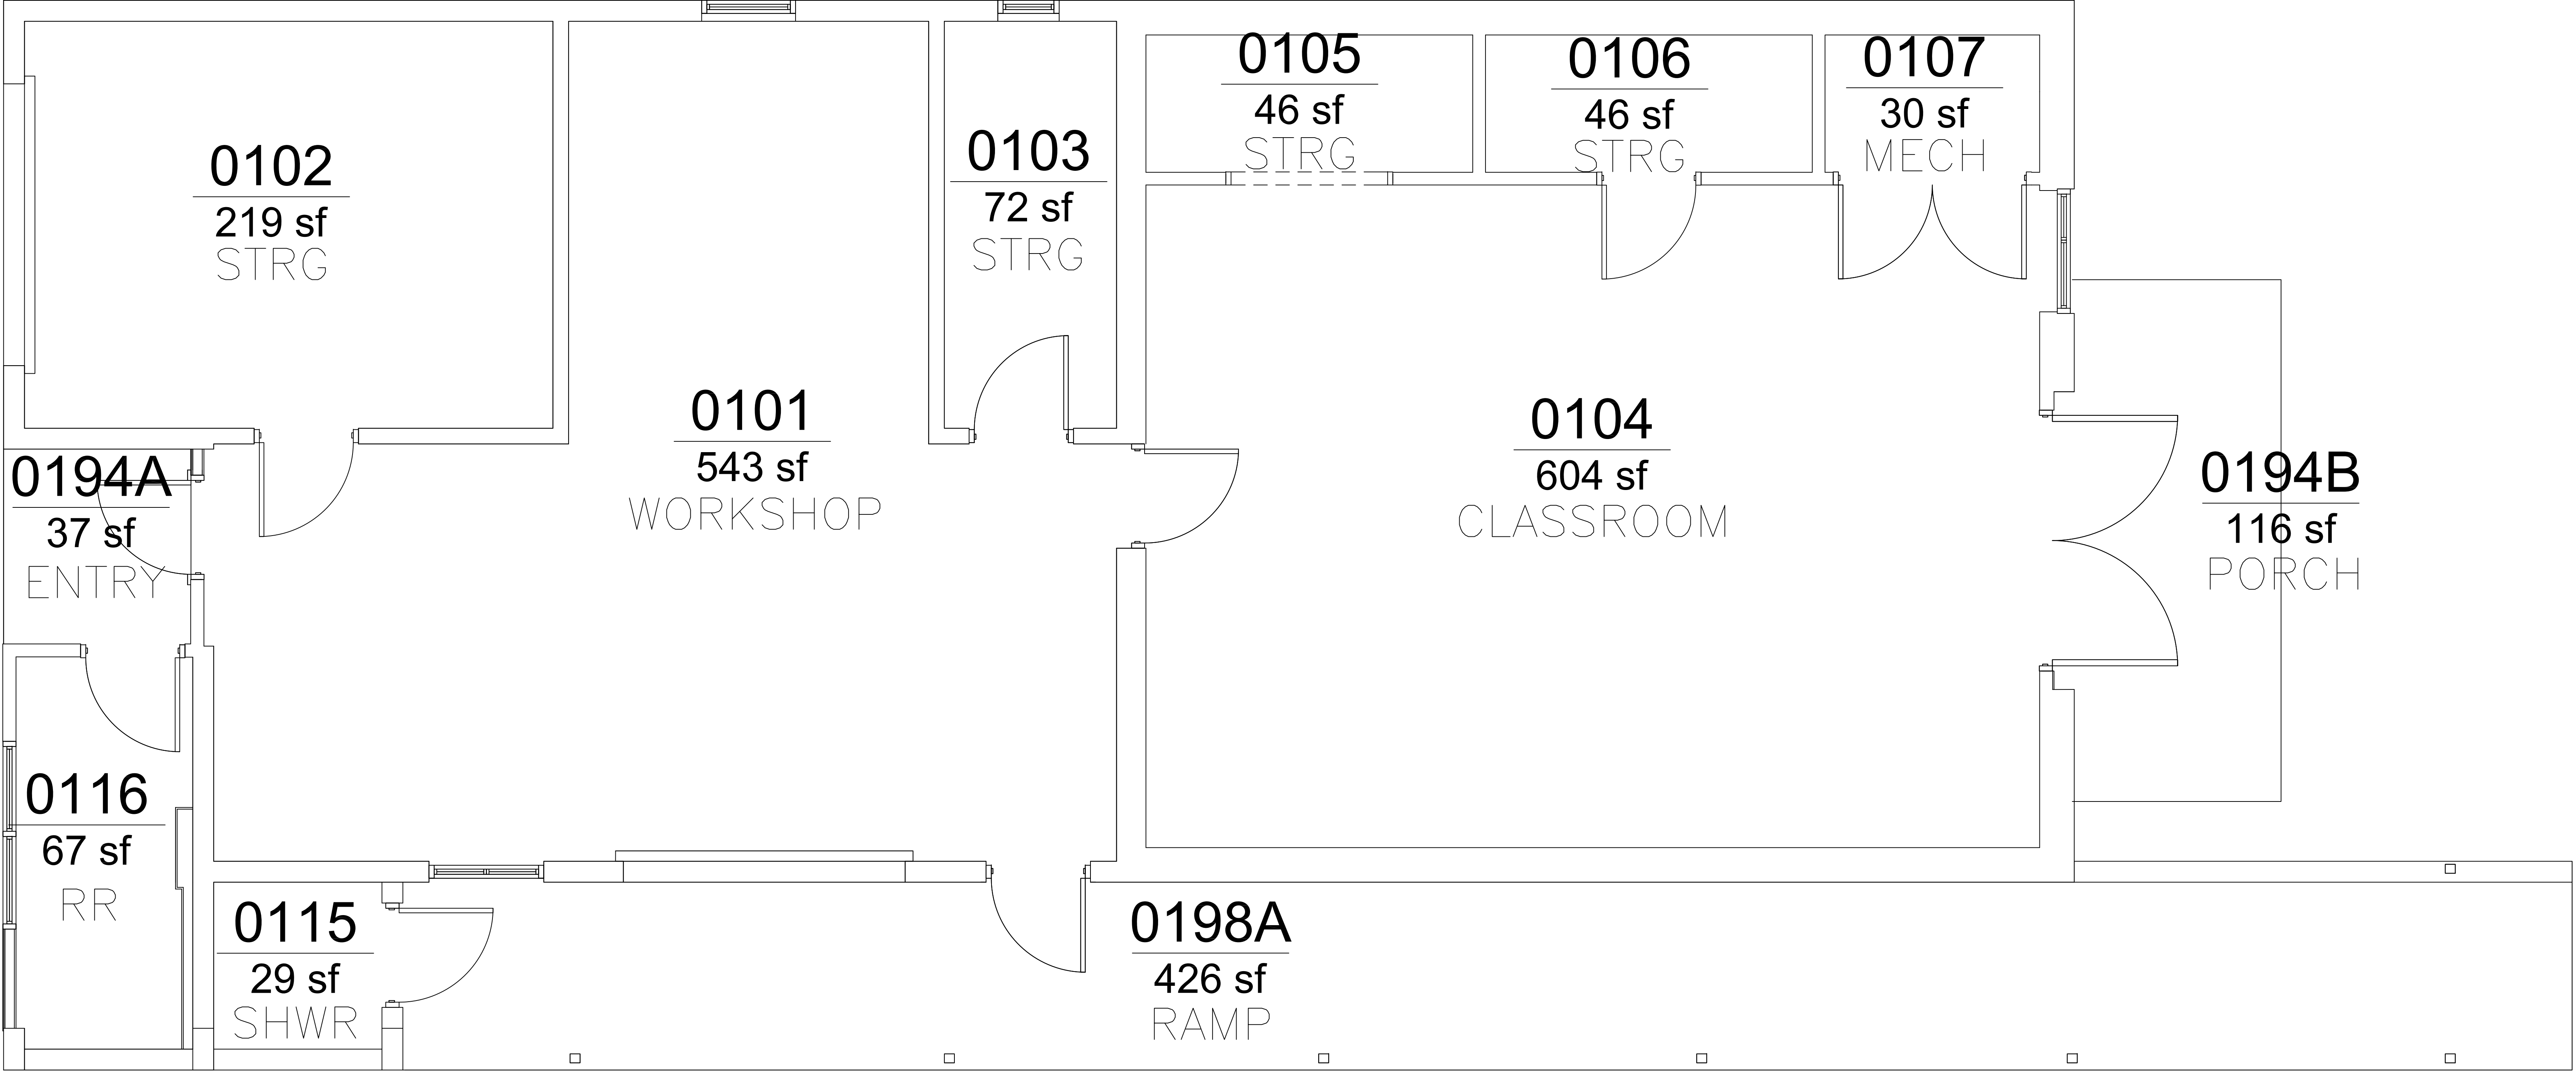 0105
46 sf
STRG
0106
46 sf
STRG
0107
30 sf
MECH
0102
219 sf
STRG
0103
72 sf
STRG
0101
543 sf
WORKSHOP
0104
604 sf
CLASSROOM
0194A
37 sf
ENTRY
0194B
116 sf
PORCH
0116
67 sf
RR
0115
29 sf
SHWR
0198A
426 sf
RAMP